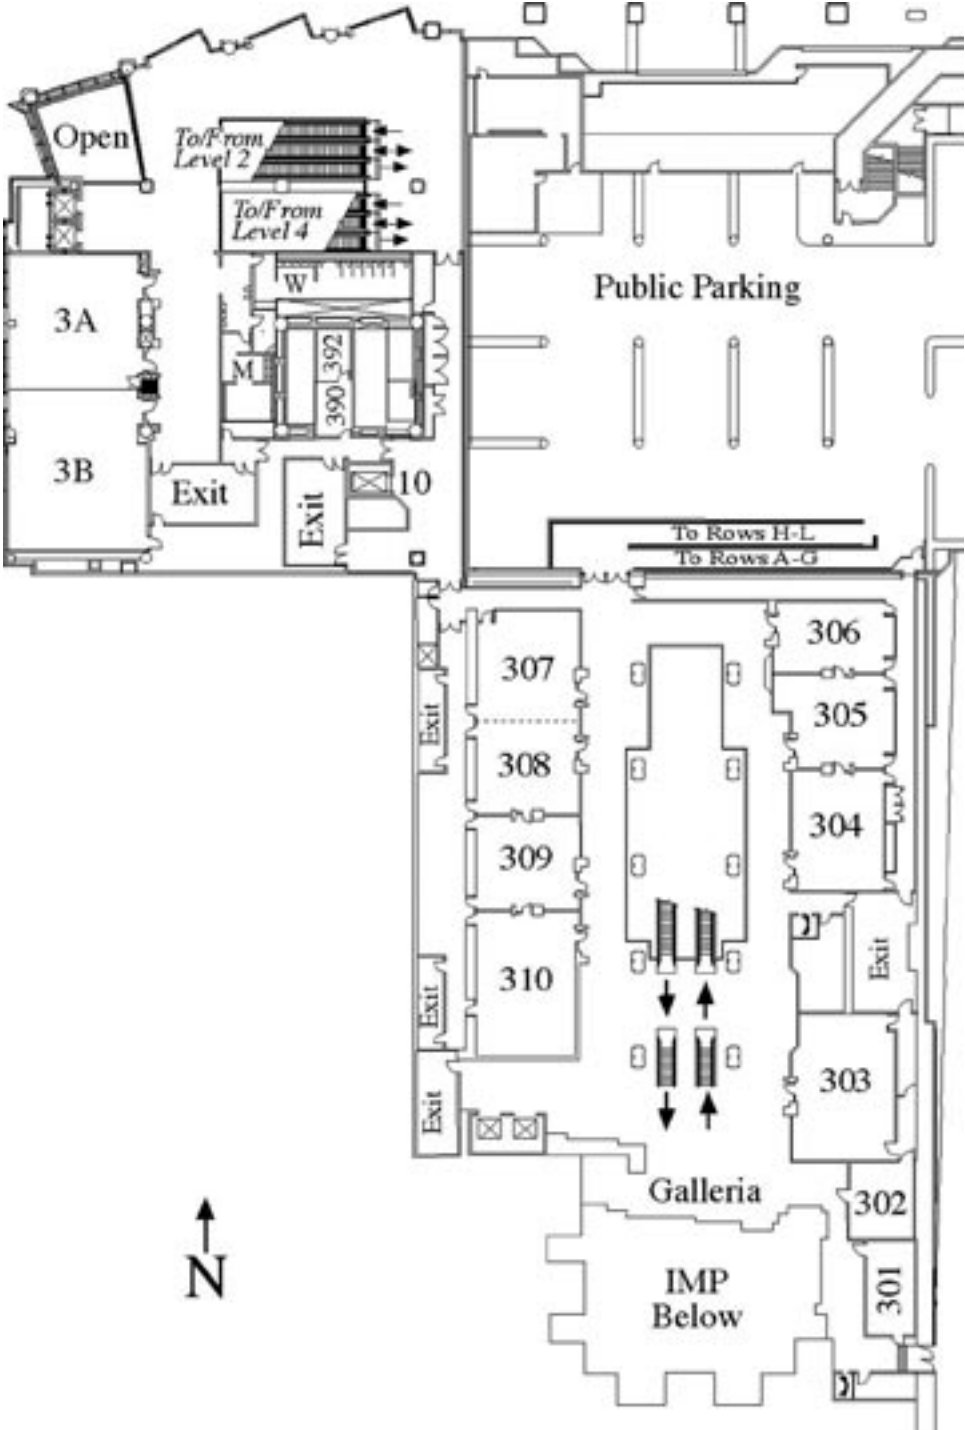 Open
To/From
Level 2
To/From
Level 4
W
3A
M
392
390
3B
Exit
Exit
10
Public Parking
To Rows H-L
To Rows A-G
307
306
Exit
305
308
304
309
Exit
310
Exit
303
Exit
Galleria
302
N
IMP
Below
301